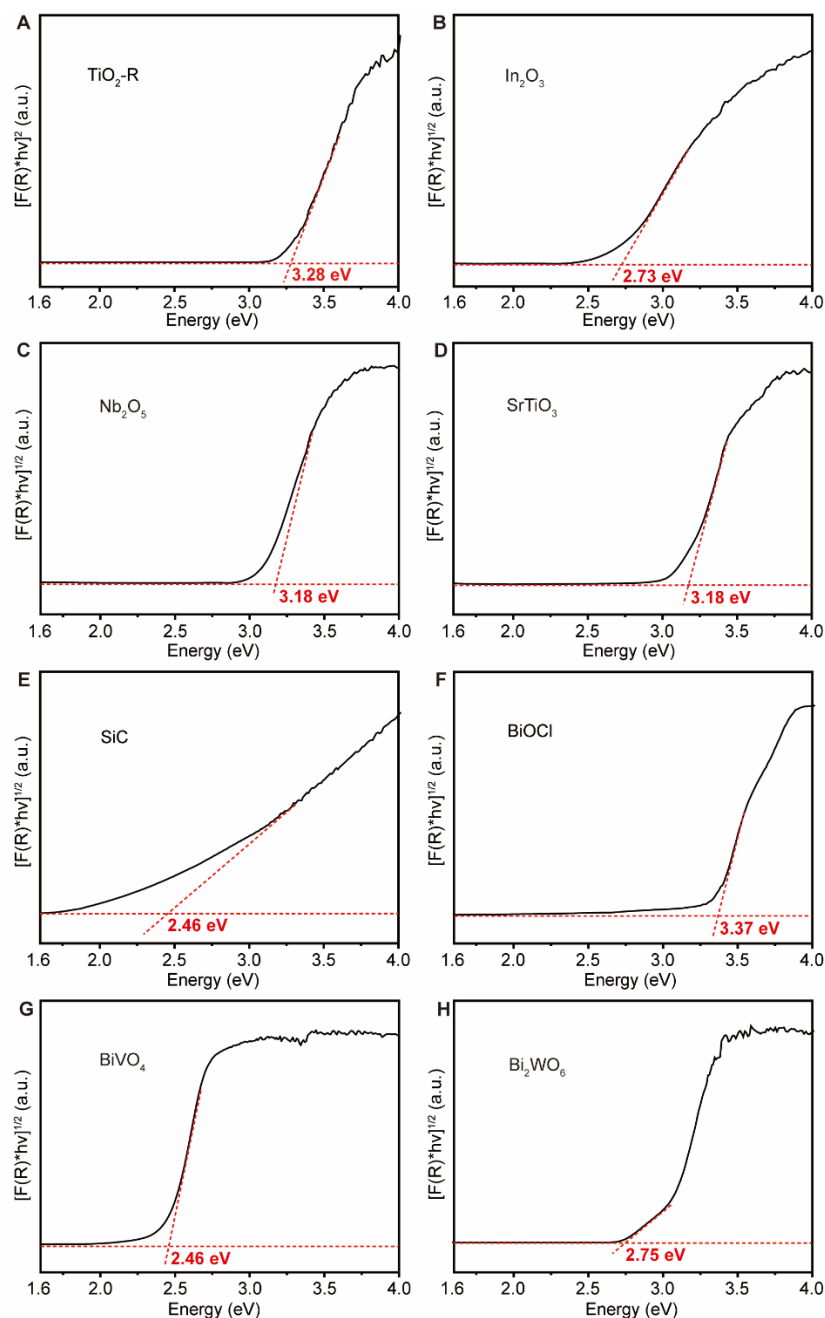 A
TiO₂-R
[F(R)*hv]² (a.u.)
3.28 eV
1.6 2.0 2.5 3.0 3.5 4.0
Energy (eV)
B
In₂O₃
[F(R)*hv]¹/² (a.u.)
2.73 eV
1.6 2.0 2.5 3.0 3.5 4.0
Energy (eV)
C
Nb₂O₅
[F(R)*hv]¹/² (a.u.)
3.18 eV
1.6 2.0 2.5 3.0 3.5 4.0
Energy (eV)
D
SrTiO₃
[F(R)*hv]¹/² (a.u.)
3.18 eV
1.6 2.0 2.5 3.0 3.5 4.0
Energy (eV)
E
SiC
[F(R)*hv]¹/² (a.u.)
2.46 eV
1.6 2.0 2.5 3.0 3.5 4.0
Energy (eV)
F
BiOCl
[F(R)*hv]¹/² (a.u.)
3.37 eV
1.6 2.0 2.5 3.0 3.5 4.0
Energy (eV)
G
BiVO₄
[F(R)*hv]¹/² (a.u.)
2.46 eV
1.6 2.0 2.5 3.0 3.5 4.0
Energy (eV)
H
Bi₂WO₆
[F(R)*hv]¹/² (a.u.)
2.75 eV
1.6 2.0 2.5 3.0 3.5 4.0
Energy (eV)